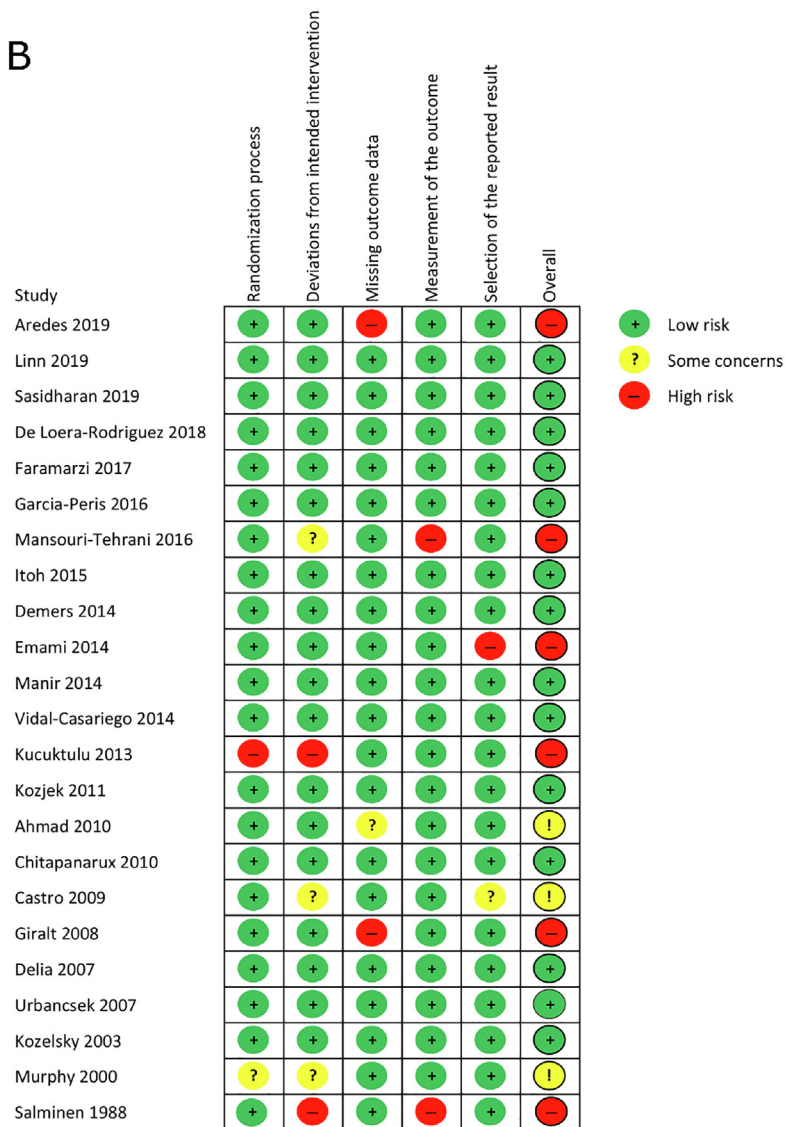 B
Randomization process
Deviations from intended intervention
Missing outcome data
Measurement of the outcome
Selection of the reported result
Overall
Study
Aredes 2019 + + − + + −
Linn 2019 + + + + + +
Sasidharan 2019 + + + + + +
De Loera-Rodriguez 2018 + + + + + +
Faramarzi 2017 + + + + + +
Garcia-Peris 2016 + + + + + +
Mansouri-Tehrani 2016 + ? + − + −
Itoh 2015 + + + + + +
Demers 2014 + + + + + +
Emami 2014 + + + + − −
Manir 2014 + + + + + +
Vidal-Casariego 2014 + + + + + +
Kucuktulu 2013 − − + + + −
Kozjek 2011 + + + + + +
Ahmad 2010 + + ? + + !
Chitapanarux 2010 + + + + + +
Castro 2009 + ? + + ? !
Giralt 2008 + + − + + −
Delia 2007 + + + + + +
Urbancsek 2007 + + + + + +
Kozelsky 2003 + + + + + +
Murphy 2000 ? ? + + + !
Salminen 1988 + − + − + −
+ Low risk
? Some concerns
− High risk